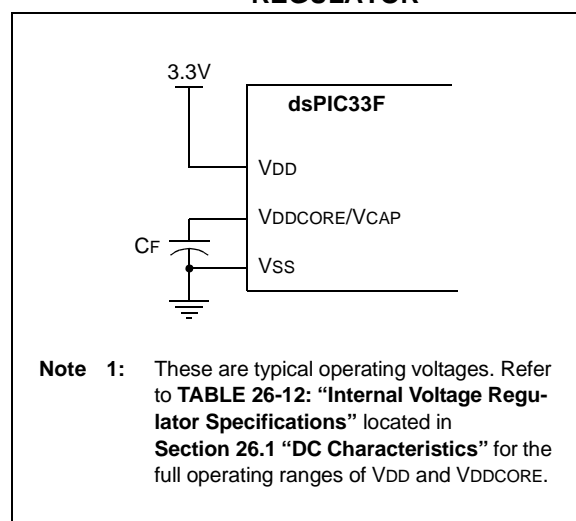 REGULATOR
3.3V
dsPIC33F
VDD
VDDCORE/VCAP
CF
VSS
Note 1: These are typical operating voltages. Refer
to TABLE 26-12: “Internal Voltage Regu-
lator Specifications” located in
Section 26.1 “DC Characteristics” for the
full operating ranges of VDD and VDDCORE.